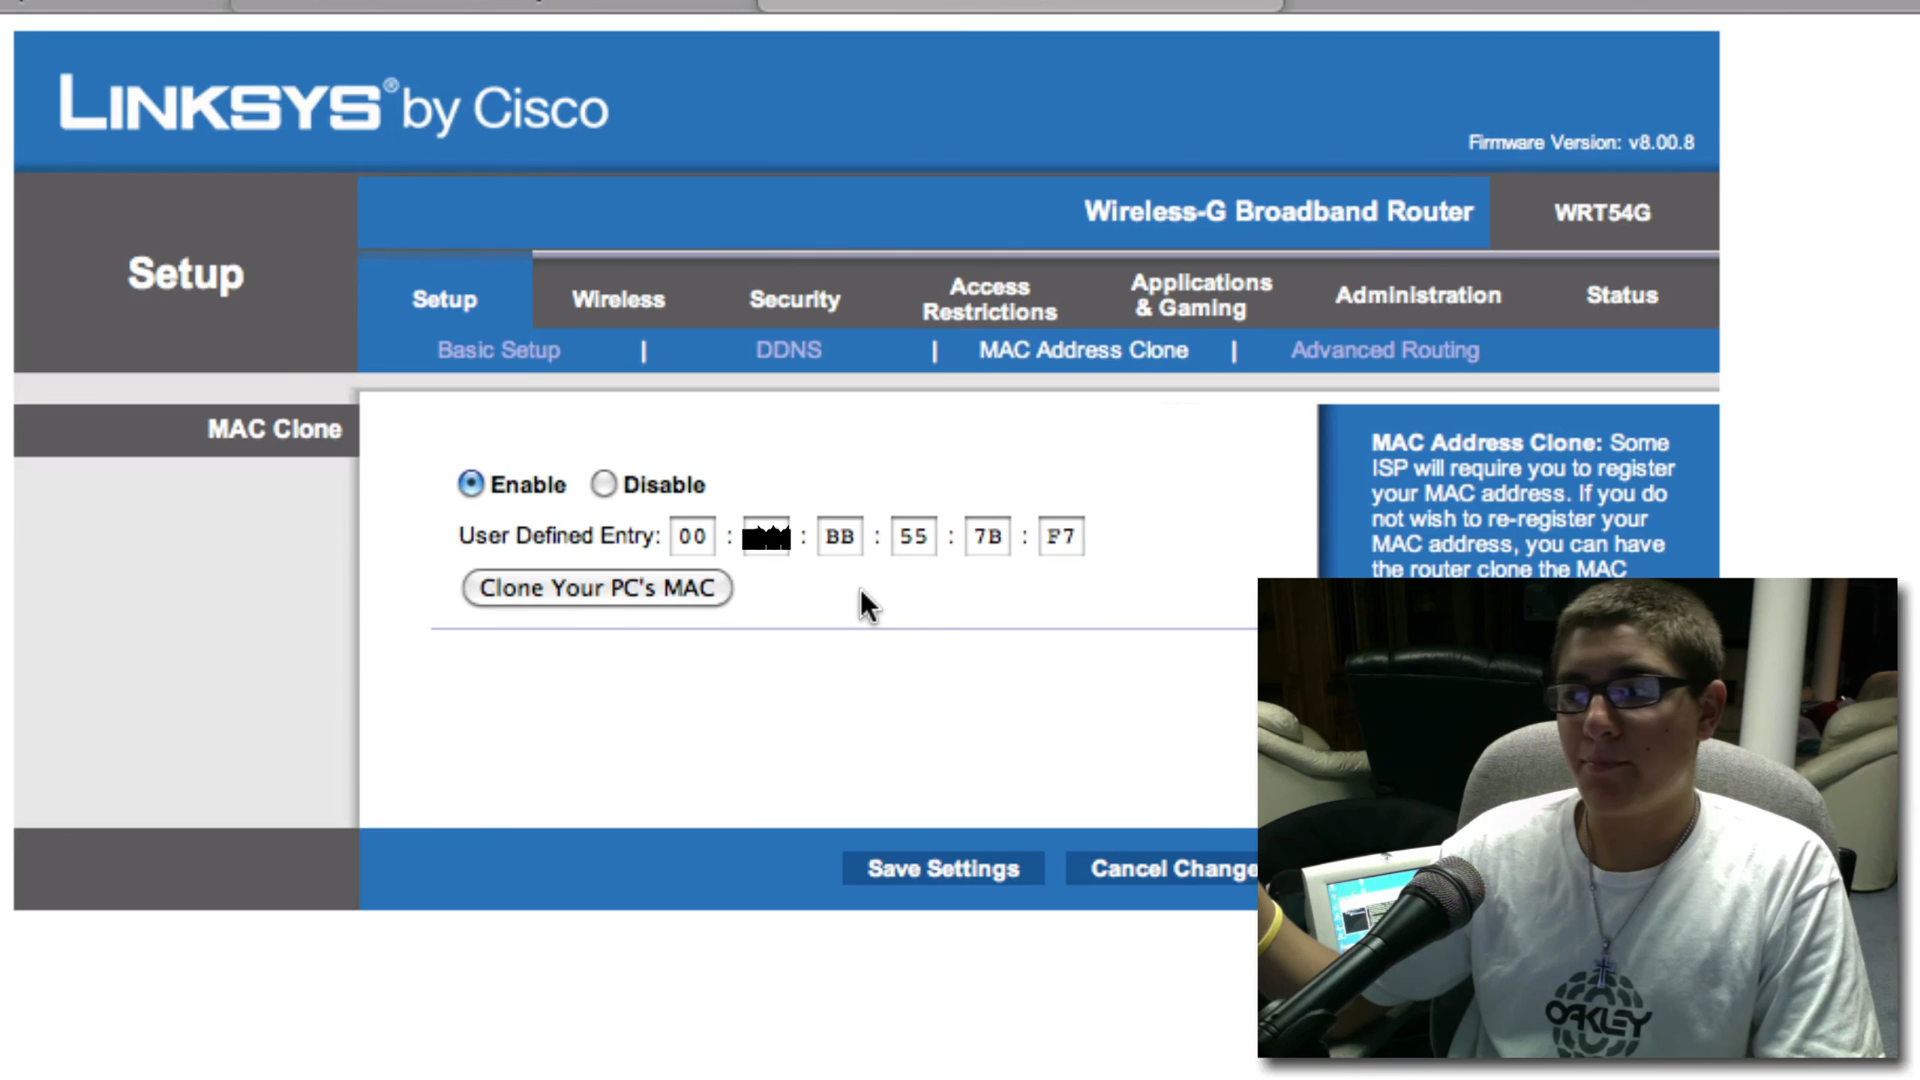 LINKSYS® by Cisco
Firmware Version: v8.00.8
Wireless-G Broadband Router WRT54G
Setup
Setup Wireless Security Access Restrictions Applications & Gaming Administration Status
Basic Setup | DDNS | MAC Address Clone | Advanced Routing
MAC Clone
Enable Disable
User Defined Entry: 00 : : BB : 55 : 7B : F7
Clone Your PC's MAC
MAC Address Clone: Some
ISP will require you to register
your MAC address. If you do
not wish to re-register your
MAC address, you can have
the router clone the MAC
Save Settings Cancel Change
OAKLEY